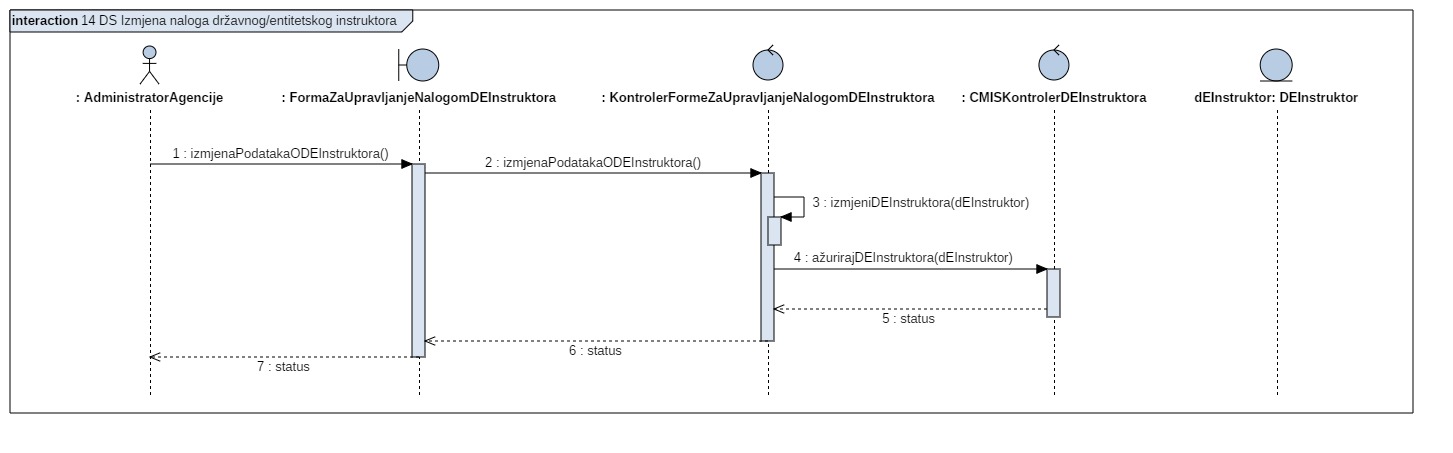 interaction 14 DS Izmjena naloga državnog/entitetskog instruktora
: AdministratorAgencije
: FormaZaUpravljanjeNalogomDEInstruktora
: KontrolerFormeZaUpravljanjeNalogomDEInstruktora
: CMISKontrolerDEInstruktora
dEInstruktor: DEInstruktor
1 : izmjenaPodatakaODEInstruktora()
2 : izmjenaPodatakaODEInstruktora()
3 : izmjeniDEInstruktora(dEInstruktor)
4 : ažurirajDEInstruktora(dEInstruktor)
5 : status
6 : status
7 : status